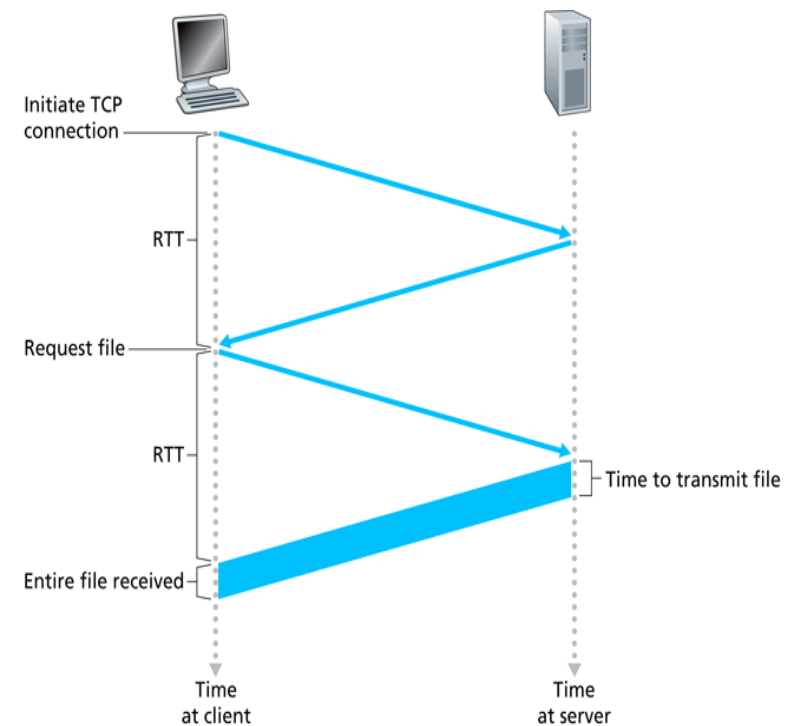 Initiate TCP
connection
RTT
Request file
RTT
Time to transmit file
Entire file received
Time
at client
Time
at server